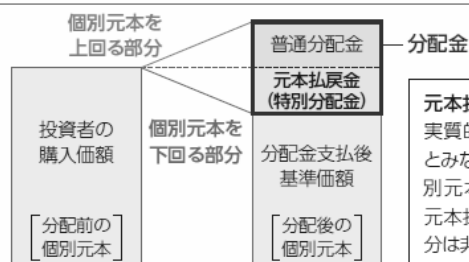 個別元本を
上回る部分
普通分配金
分配金
元本払戻金
(特別分配金)
投資者の
購入価額
個別元本を
下回る部分
分配金支払後
基準価額
分配前の
個別元本
分配後の
個別元本
元本払
実質的
とみな
別元本
元本払
分は非